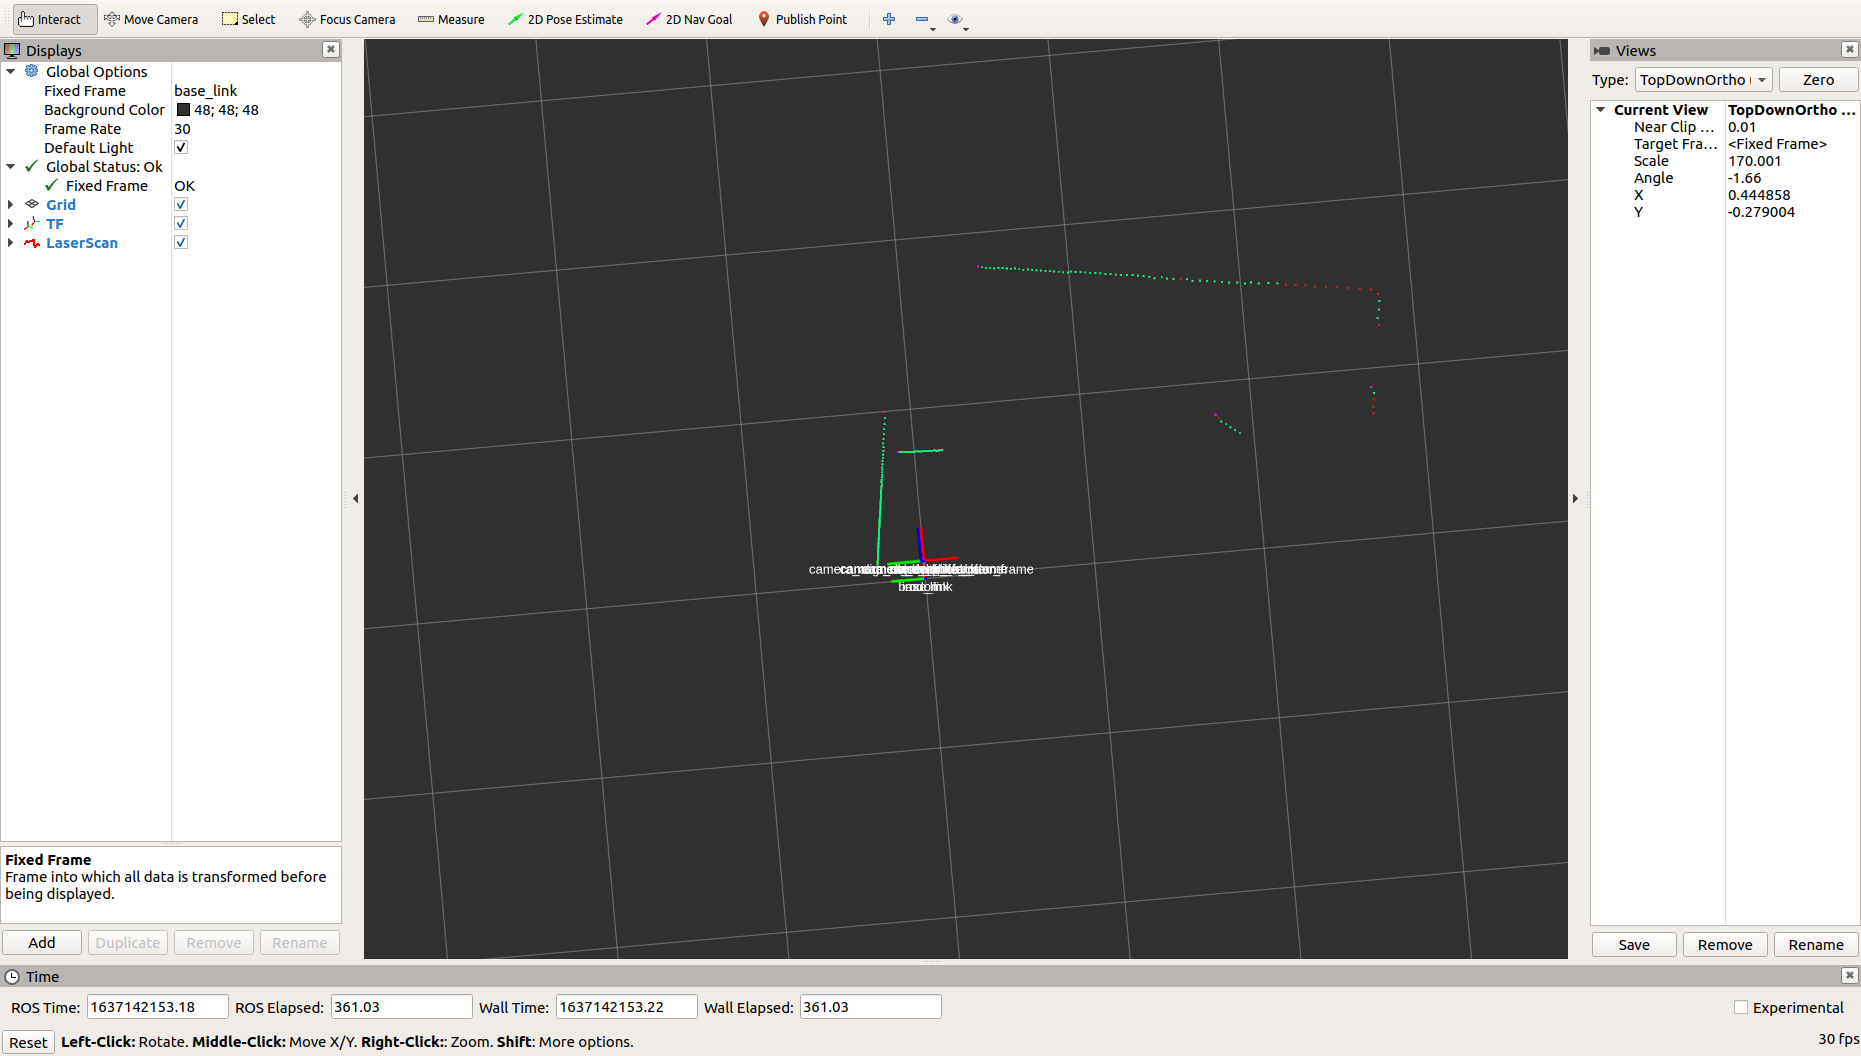 Interact Move Camera Select Focus Camera Measure 2D Pose Estimate 2D Nav Goal Publish Point
Displays
Global Options
Fixed Frame base_link
Background Color 48; 48; 48
Frame Rate 30
Default Light
Global Status: Ok
Fixed Frame OK
Grid
TF
LaserScan
Fixed Frame
Frame into which all data is transformed before
being displayed.
Add Duplicate Remove Rename
base_link
Views
Type: TopDownOrtho ( Zero
Current View TopDownOrtho ...
Near Clip ... 0.01
Target Fra... <Fixed Frame>
Scale 170.001
Angle -1.66
X 0.444858
Y -0.279004
Save Remove Rename
Time
ROS Time: 1637142153.18 ROS Elapsed: 361.03 Wall Time: 1637142153.22 Wall Elapsed: 361.03 Experimental
Reset Left-Click: Rotate. Middle-Click: Move X/Y. Right-Click:: Zoom. Shift: More options. 30 fps